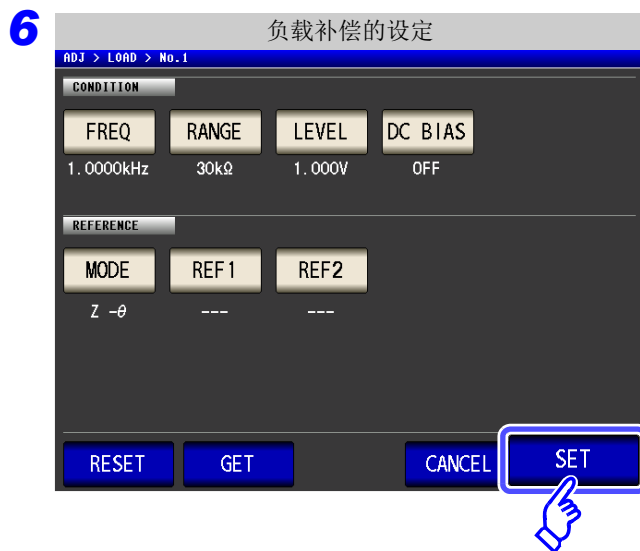 6
负载补偿的设定
ADJ > LOAD > No.1
CONDITION
FREQ RANGE LEVEL DC BIAS
1.0000kHz 30kΩ 1.000V OFF
REFERENCE
MODE REF1 REF2
Z -θ --- ---
RESET GET CANCEL SET